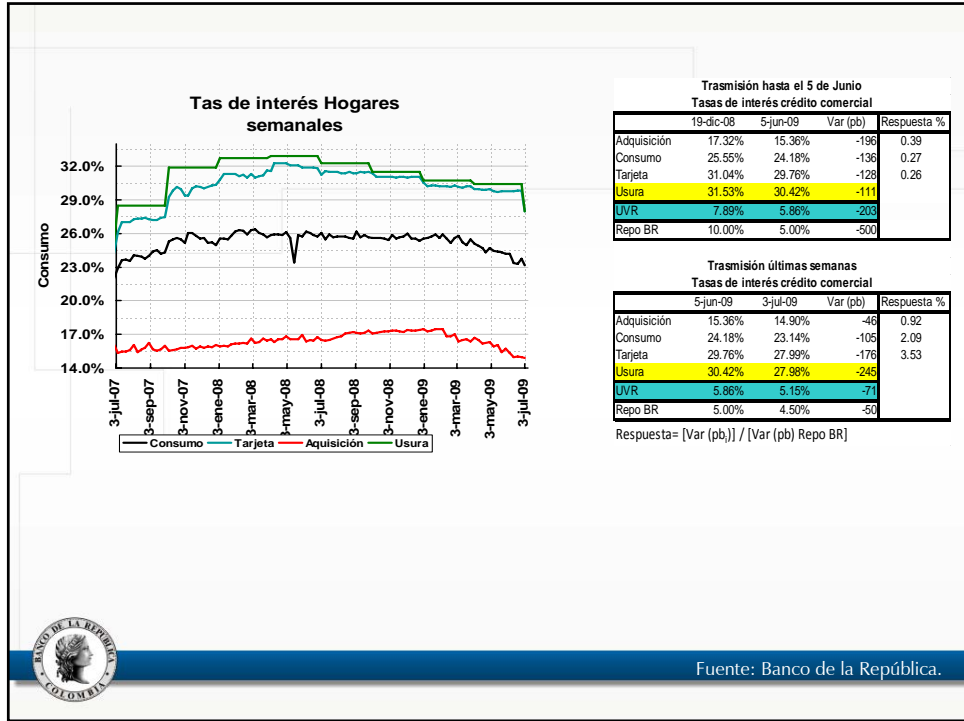 Tas de interés Hogares
semanales
Consumo
32.0%
29.0%
26.0%
23.0%
20.0%
17.0%
14.0%
3-jul-07
3-sep-07
3-nov-07
3-ene-08
3-mar-08
3-may-08
3-jul-08
3-sep-08
3-nov-08
3-ene-09
3-mar-09
3-may-09
3-jul-09
Consumo Tarjeta Aquisición Usura
Trasmisión hasta el 5 de Junio
Tasas de interés crédito comercial
19-dic-08 5-jun-09 Var (pb) Respuesta %
Adquisición 17.32% 15.36% -196 0.39
Consumo 25.55% 24.18% -136 0.27
Tarjeta 31.04% 29.76% -128 0.26
Usura 31.53% 30.42% -111
UVR 7.89% 5.86% -203
Repo BR 10.00% 5.00% -500
Trasmisión últimas semanas
Tasas de interés crédito comercial
5-jun-09 3-jul-09 Var (pb) Respuesta %
Adquisición 15.36% 14.90% -46 0.92
Consumo 24.18% 23.14% -105 2.09
Tarjeta 29.76% 27.99% -176 3.53
Usura 30.42% 27.98% -245
UVR 5.86% 5.15% -71
Repo BR 5.00% 4.50% -50
Respuesta= [Var (pbᵢ)] / [Var (pb) Repo BR]
BANCO DE LA REPÚBLICA
COLOMBIA
Fuente: Banco de la República.